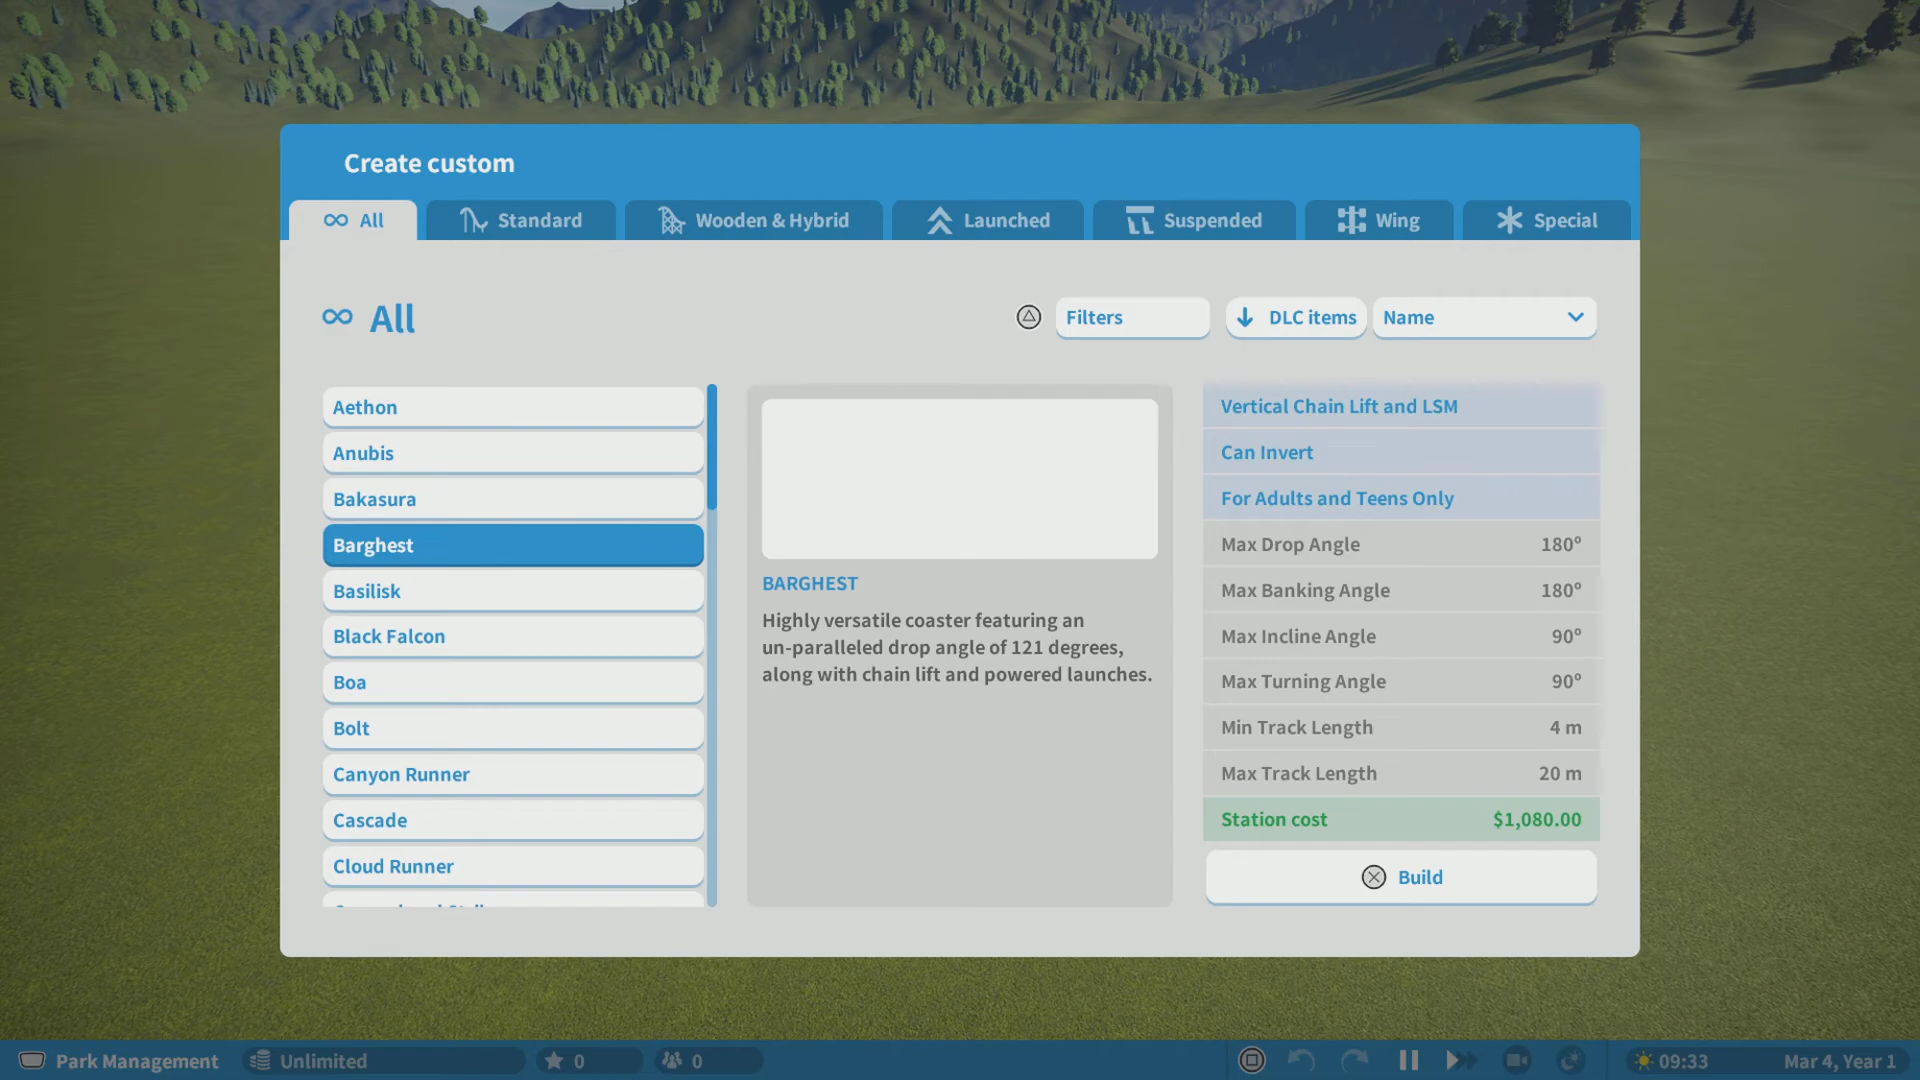 Create custom
All
Standard
Wooden & Hybrid
Launched
Suspended
Wing
Special
All
Filters
DLC items
Name
Aethon
Anubis
Bakasura
Barghest
Basilisk
Black Falcon
Boa
Bolt
Canyon Runner
Cascade
Cloud Runner
BARGHEST
Highly versatile coaster featuring an
un-paralleled drop angle of 121 degrees,
along with chain lift and powered launches.
Vertical Chain Lift and LSM
Can Invert
For Adults and Teens Only
Max Drop Angle 180º
Max Banking Angle 180º
Max Incline Angle 90º
Max Turning Angle 90º
Min Track Length 4 m
Max Track Length 20 m
Station cost $1,080.00
Build
Park Management Unlimited 0 0 09:33 Mar 4, Year 1